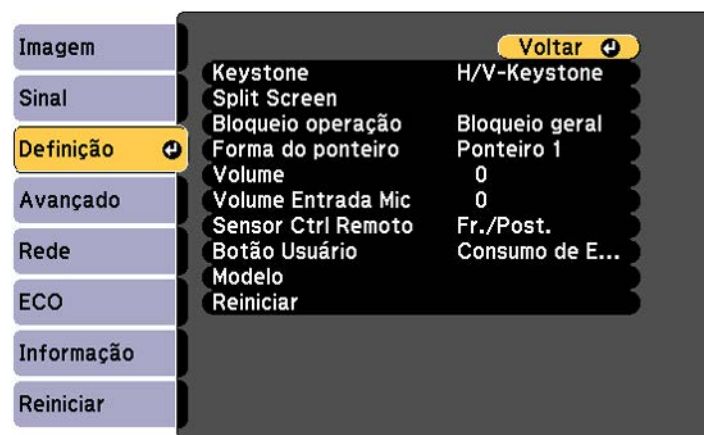 Imagem
Sinal
Definição
Avançado
Rede
ECO
Informação
Reiniciar
Voltar
Keystone H/V-Keystone
Split Screen
Bloqueio operação Bloqueio geral
Forma do ponteiro Ponteiro 1
Volume 0
Volume Entrada Mic 0
Sensor Ctrl Remoto Fr./Post.
Botão Usuário Consumo de E...
Modelo
Reiniciar